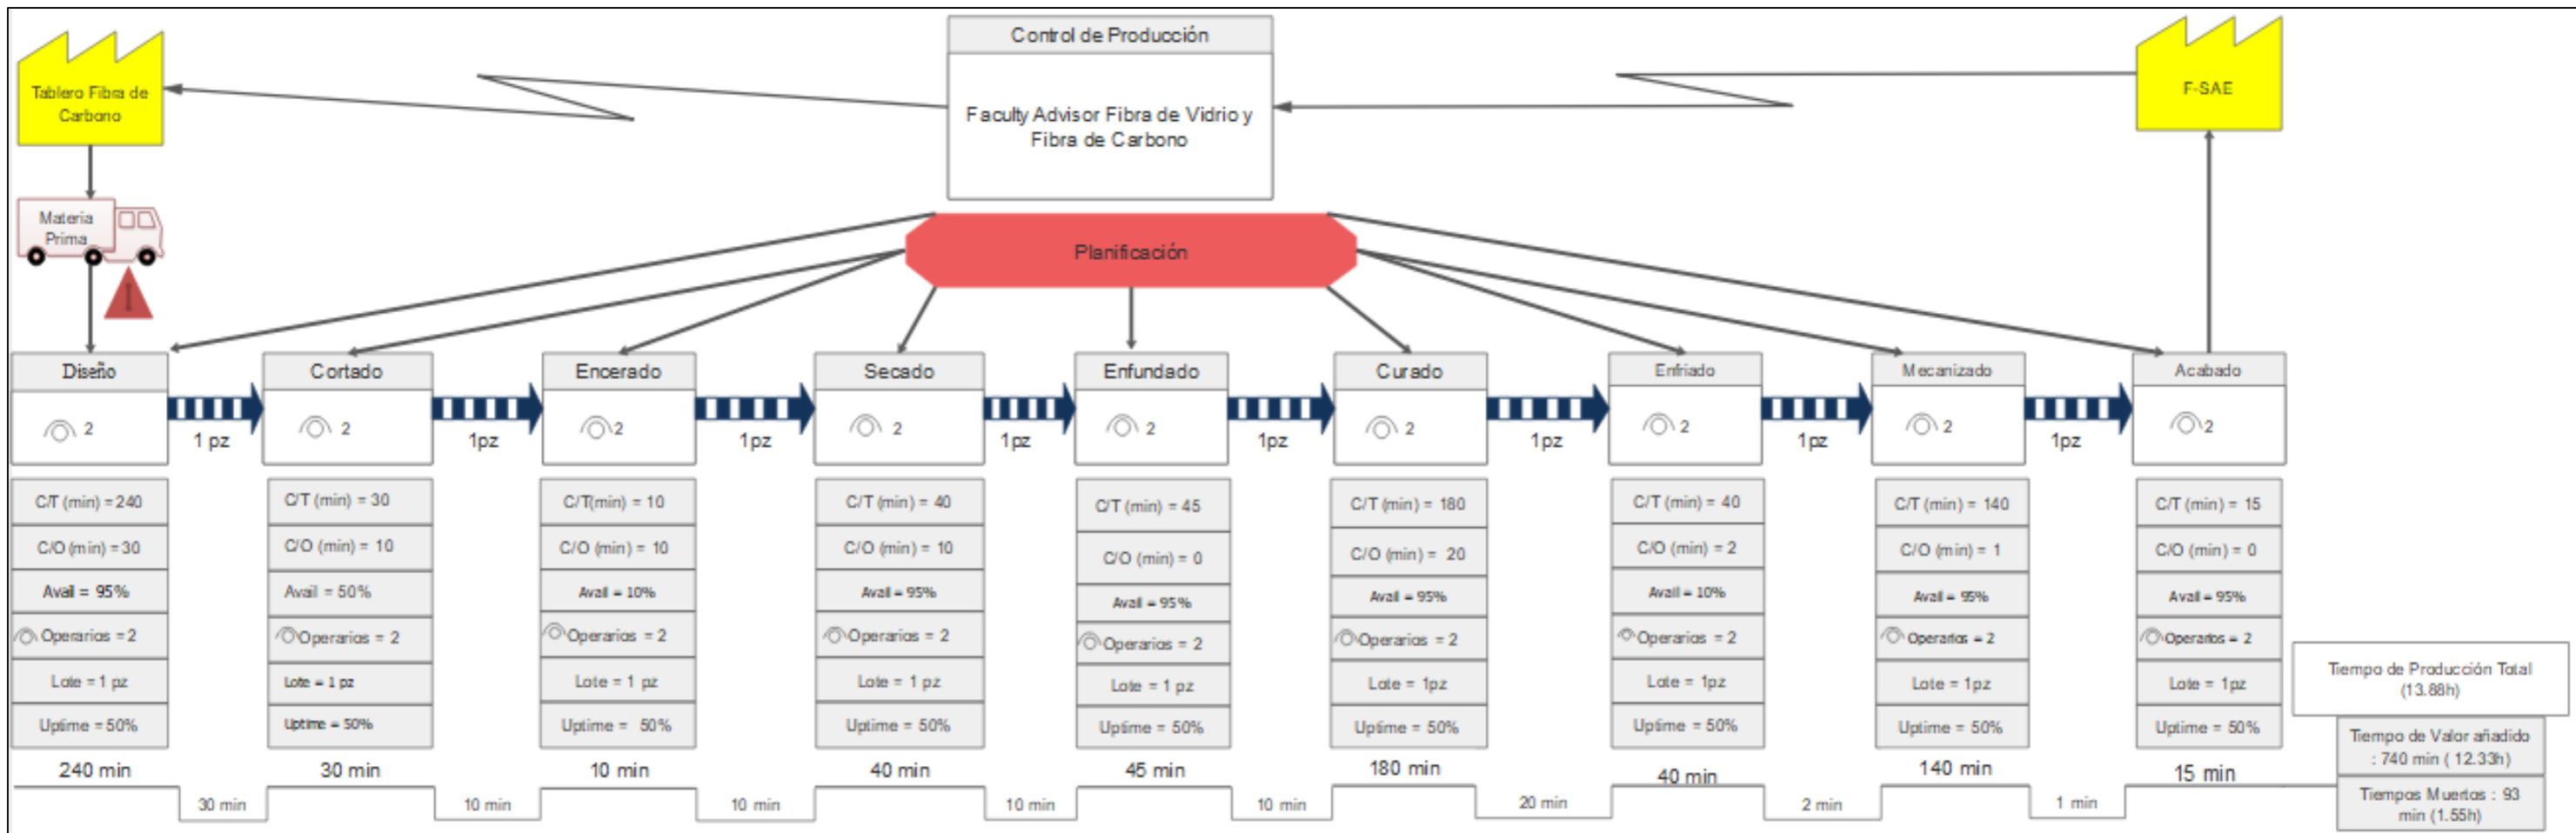 Control de Producción
Faculty Advisor Fibra de Vidrio y
Fibra de Carbono
Tablero Fibra de
Carbono
F-SAE
Materia
Prima
Planificación
Diseño
2
Cortado
2
Encerado
2
Secado
2
Enfundado
2
Curado
2
Enfriado
2
Mecanizado
2
Acabado
2
1 pz
1pz
1pz
1pz
1pz
1pz
1pz
1pz
C/T (min) =240
C/O (min) =30
Avail = 95%
Operarios =2
Lote = 1 pz
Uptime = 50%
C/T (min) = 30
C/O (min) = 10
Avail = 50%
Operarios = 2
Lote = 1 pz
Uptime = 50%
C/T(min) = 10
C/O (min) = 10
Avail = 10%
Operarios = 2
Lote = 1 pz
Uptime = 50%
C/T (min) = 40
C/O (min) = 10
Avail = 95%
Operarios = 2
Lote = 1 pz
Uptime = 50%
C/T (min) = 45
C/O (min) = 0
Avail = 95%
Operarios = 2
Lote = 1 pz
Uptime = 50%
C/T (min) = 180
C/O (min) = 20
Avail = 95%
Operarios = 2
Lote = 1pz
Uptime = 50%
C/T (min) = 40
C/O (min) = 2
Avail = 10%
Operarios = 2
Lote = 1pz
Uptime = 50%
C/T (min) = 140
C/O (min) = 1
Avail = 95%
Operarios = 2
Lote = 1pz
Uptime = 50%
C/T (min) = 15
C/O (min) = 0
Avail = 95%
Operarios = 2
Lote = 1pz
Uptime = 50%
240 min
30 min
10 min
40 min
45 min
180 min
40 min
140 min
15 min
30 min
10 min
10 min
10 min
10 min
20 min
2 min
1 min
Tiempo de Producción Total
(13.88h)
Tiempo de Valor añadido
: 740 min ( 12.33h)
Tiempos Muertos : 93
min (1.55h)